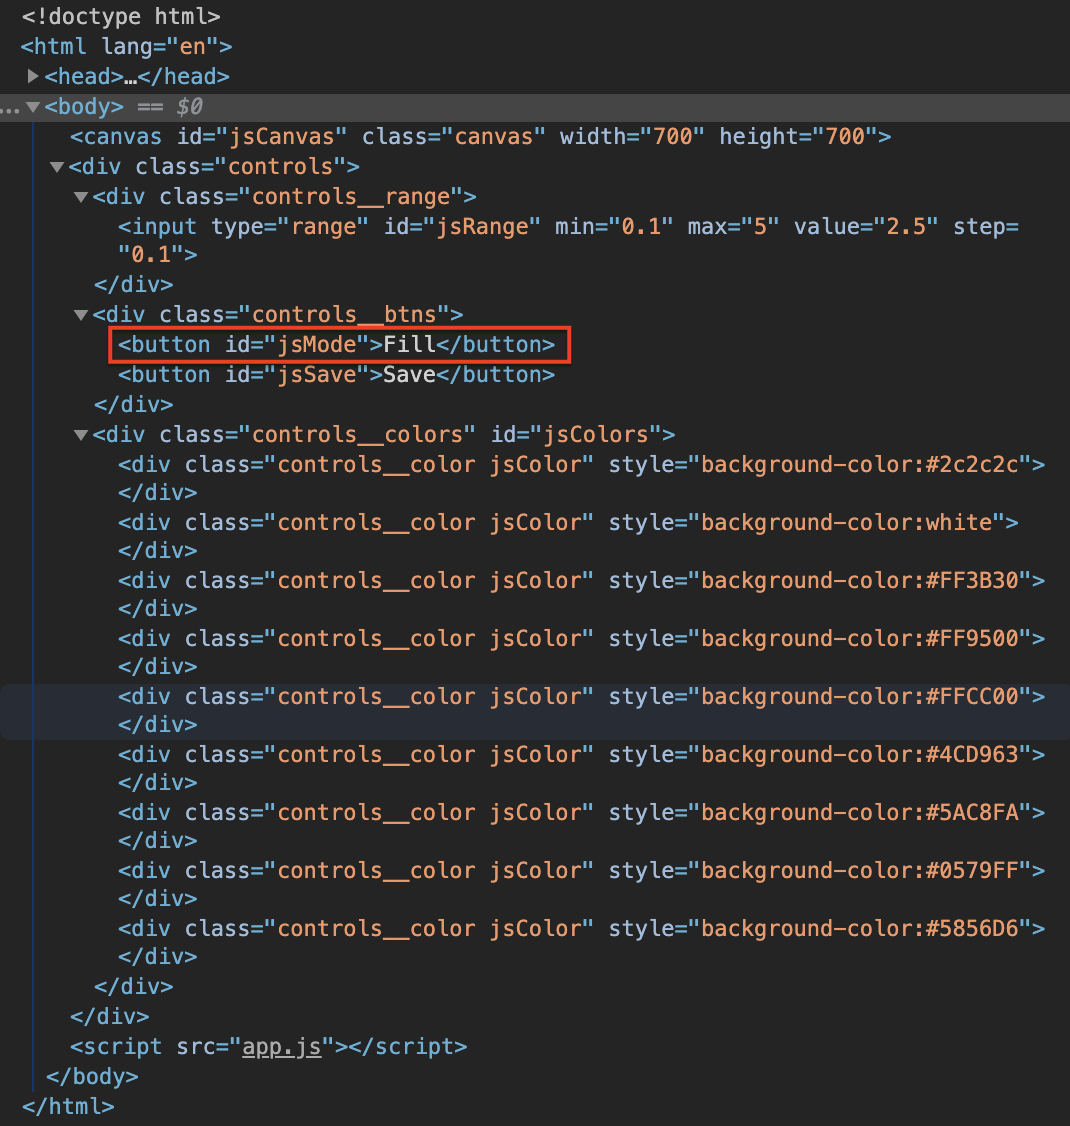 <!doctype html>
<html lang="en">
<head>…</head>
… <body> == $0
<canvas id="jsCanvas" class="canvas" width="700" height="700">
<div class="controls">
<div class="controls__range">
<input type="range" id="jsRange" min="0.1" max="5" value="2.5" step=
"0.1">
</div>
<div class="controls__btns">
<button id="jsMode">Fill</button>
<button id="jsSave">Save</button>
</div>
<div class="controls__colors" id="jsColors">
<div class="controls__color jsColor" style="background-color:#2c2c2c">
</div>
<div class="controls__color jsColor" style="background-color:white">
</div>
<div class="controls__color jsColor" style="background-color:#FF3B30">
</div>
<div class="controls__color jsColor" style="background-color:#FF9500">
</div>
<div class="controls__color jsColor" style="background-color:#FFCC00">
</div>
<div class="controls__color jsColor" style="background-color:#4CD963">
</div>
<div class="controls__color jsColor" style="background-color:#5AC8FA">
</div>
<div class="controls__color jsColor" style="background-color:#0579FF">
</div>
<div class="controls__color jsColor" style="background-color:#5856D6">
</div>
</div>
</div>
<script src="app.js"></script>
</body>
</html>